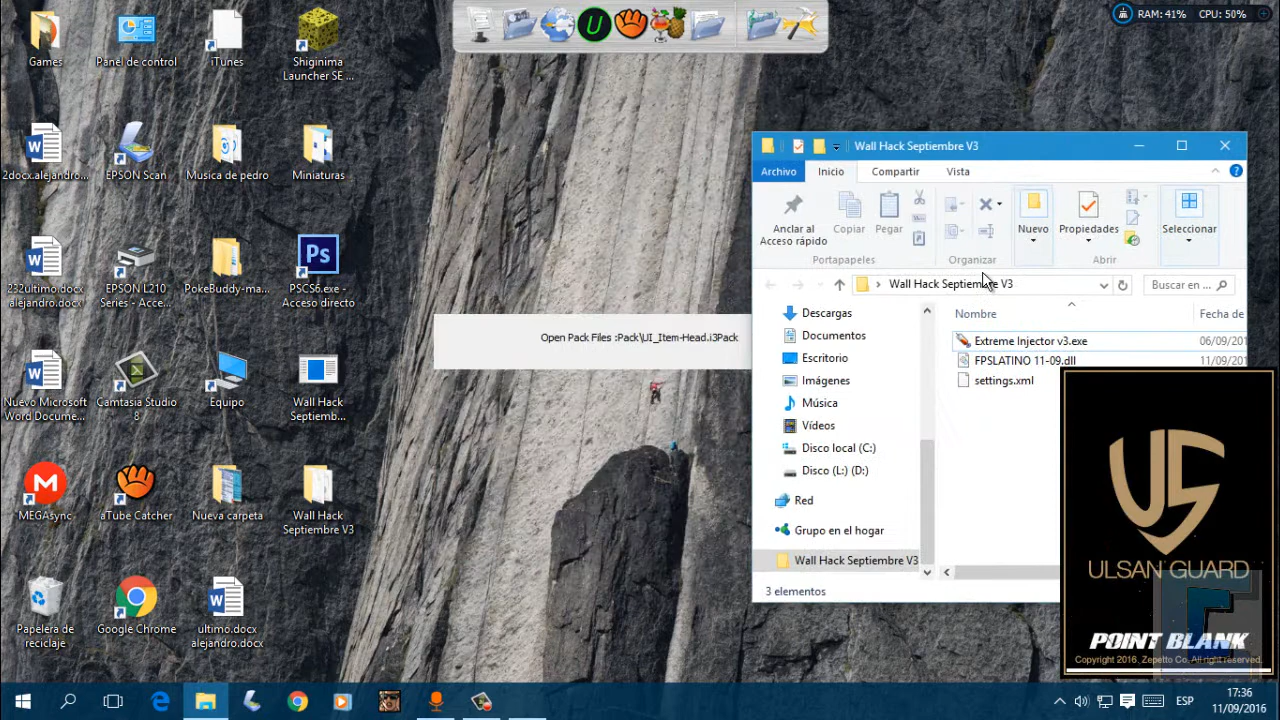 RAM: 41% CPU: 50%
Games
Panel de control
iTunes
Shiginima
Launcher SE ...
2docx.alejandro...
EPSON Scan
Musica de pedro
Miniaturas
232ultimo.docx
alejandro.docx
EPSON L210
Series - Acce...
PokeBuddy-ma...
Ps
PSCS6.exe -
Acceso directo
Nuevo Microsoft
Word Docume...
Camtasia Studio
8
Equipo
Wall Hack
Septiemb...
MEGAsync
aTube Catcher
Nueva carpeta
Wall Hack
Septiembre V3
Papelera de
reciclaje
Google Chrome
ultimo.docx
alejandro.docx
Open Pack Files :Pack\UI_Item-Head.i3Pack
Wall Hack Septiembre V3
Archivo
Inicio
Compartir
Vista
Anclar al
Acceso rápido
Copiar
Pegar
Nuevo
Propiedades
Seleccionar
Portapapeles
Organizar
Abrir
Wall Hack Septiembre V3
Buscar en ...
Descargas
Documentos
Escritorio
Imágenes
Música
Vídeos
Disco local (C:)
Disco (L:) (D:)
Red
Grupo en el hogar
Wall Hack Septiembre V3
Nombre
Fecha de
Extreme Injector v3.exe
06/09/201
FPSLATINO 11-09.dll
11/09/201
settings.xml
3 elementos
ULSAN GUARD
POINT BLANK
Copyright 2016. Zepetto Co. All right reserved.
ESP
17:36
11/09/2016